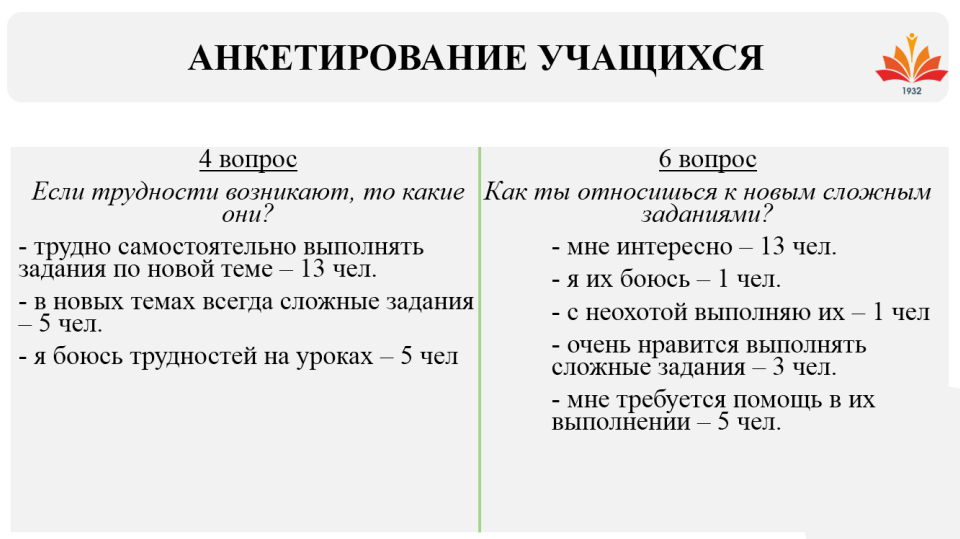 АНКЕТИРОВАНИЕ УЧАЩИХСЯ
1932
4 вопрос
Если трудности возникают, то какие
они?
- трудно самостоятельно выполнять
задания по новой теме – 13 чел.
- в новых темах всегда сложные задания
– 5 чел.
- я боюсь трудностей на уроках – 5 чел
6 вопрос
Как ты относишься к новым сложным
заданиями?
- мне интересно – 13 чел.
- я их боюсь – 1 чел.
- с неохотой выполняю их – 1 чел
- очень нравится выполнять
сложные задания – 3 чел.
- мне требуется помощь в их
выполнении – 5 чел.